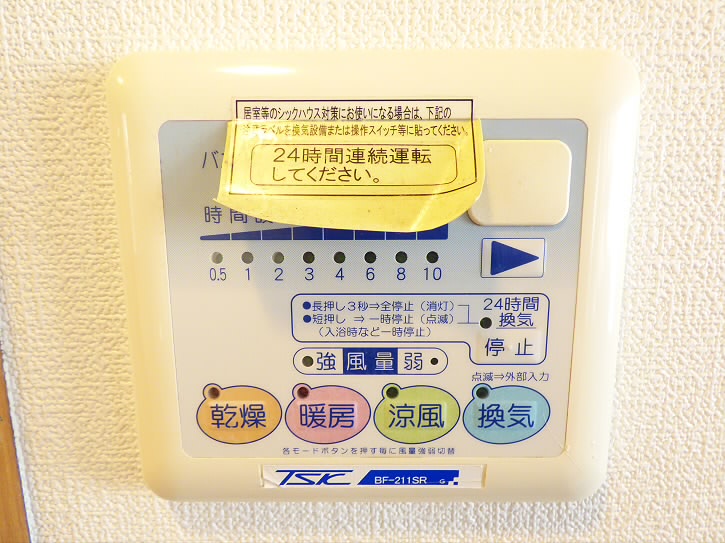 居室等のシックハウス対策にお使いになる場合は、下記の
ラベルを換気設備または操作スイッチ等に貼ってください。
24時間連続運転
してください。
バ
時間設
0.5 1 2 3 4 6 8 10
●長押し3秒⇒全停止（消灯）
●短押し ⇒一時停止（点滅）
（入浴時など一時停止）
24時間
換気
停止
強 風量 弱
点滅⇒外部入力
乾燥 暖房 涼風 換気
各モードボタンを押す毎に風量強弱切替
TSK BF-211SR G